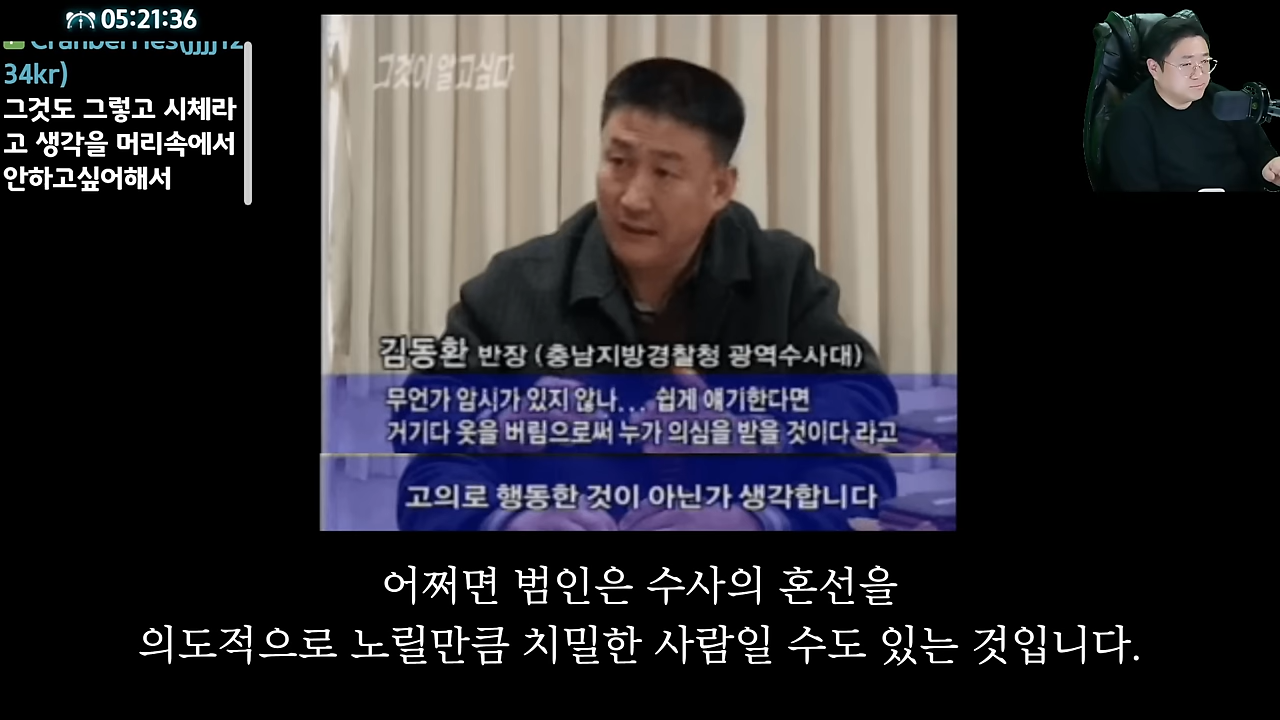 05:21:36
Cranberries(jjjj12
34kr)
그것도 그렇고 시체라
고 생각을 머리속에서
안하고싶어해서
그것이 알고싶다
김동환 반장 (충남지방경찰청 광역수사대)
무언가 암시가 있지 않나... 쉽게 얘기한다면
거기다 옷을 버림으로써 누가 의심을 받을 것이다 라고
고의로 행동한 것이 아닌가 생각합니다
어쩌면 범인은 수사의 혼선을
의도적으로 노릴만큼 치밀한 사람일 수도 있는 것입니다.